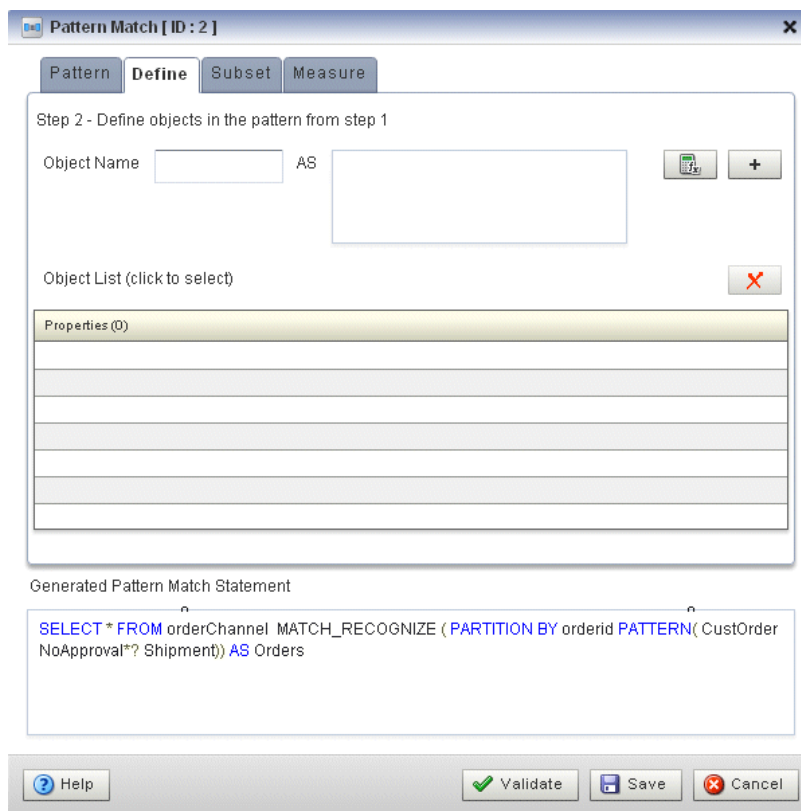 Pattern Match [ ID : 2 ]
Pattern
Define
Subset
Measure
Step 2 - Define objects in the pattern from step 1
Object Name
AS
fx
+
Object List (click to select)
Properties (0)
Generated Pattern Match Statement
SELECT * FROM orderChannel MATCH_RECOGNIZE ( PARTITION BY orderid PATTERN( CustOrder
NoApproval*? Shipment)) AS Orders
? Help
Validate
Save
Cancel